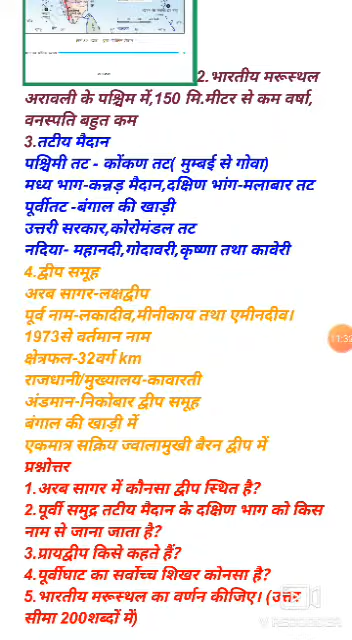 2.भारतीय मरूस्थल
अरावली के पश्चिम में,150 मि.मीटर से कम वर्षा,
वनस्पति बहुत कम
3.तटीय मैदान
पश्चिमी तट - कोंकण तट( मुम्बई से गोवा)
मध्य भाग-कन्नड़ मैदान,दक्षिण भांग-मलाबार तट
पूर्वीतट -बंगाल की खाड़ी
उत्तरी सरकार,कोरोमंडल तट
नदिया- महानदी,गोदावरी,कृष्णा तथा कावेरी
4.द्वीप समूह
अरब सागर-लक्षद्वीप
पूर्व नाम-लकादीव,मीनीकाय तथा एमीनदीव।
1973से वर्तमान नाम
क्षेत्रफल-32वर्ग km
राजधानी/मुख्यालय-कावारती
अंडमान-निकोबार द्वीप समूह
बंगाल की खाड़ी में
एकमात्र सक्रिय ज्वालामुखी बैरन द्वीप में
प्रश्नोत्तर
1.अरब सागर में कौनसा द्वीप स्थित है?
2.पूर्वी समुद्र तटीय मैदान के दक्षिण भाग को किस
नाम से जाना जाता है?
3.प्रायद्वीप किसे कहते हैं?
4.पूर्वीघाट का सर्वोच्च शिखर कोनसा है?
5.भारतीय मरूस्थल का वर्णन कीजिए। (उत्तर
सीमा 200शब्दों में)
11:3
RECORDER